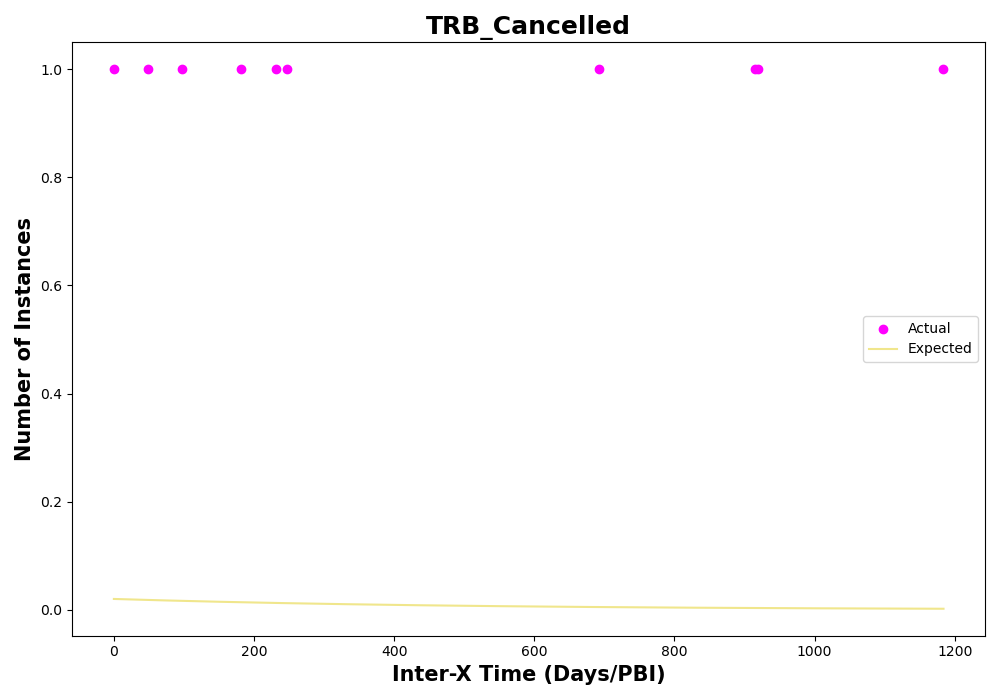 TRB_Cancelled
Number of Instances
1.0
0.8
0.6
0.4
0.2
0.0
Actual
Expected
0 200 400 600 800 1000 1200
Inter-X Time (Days/PBI)